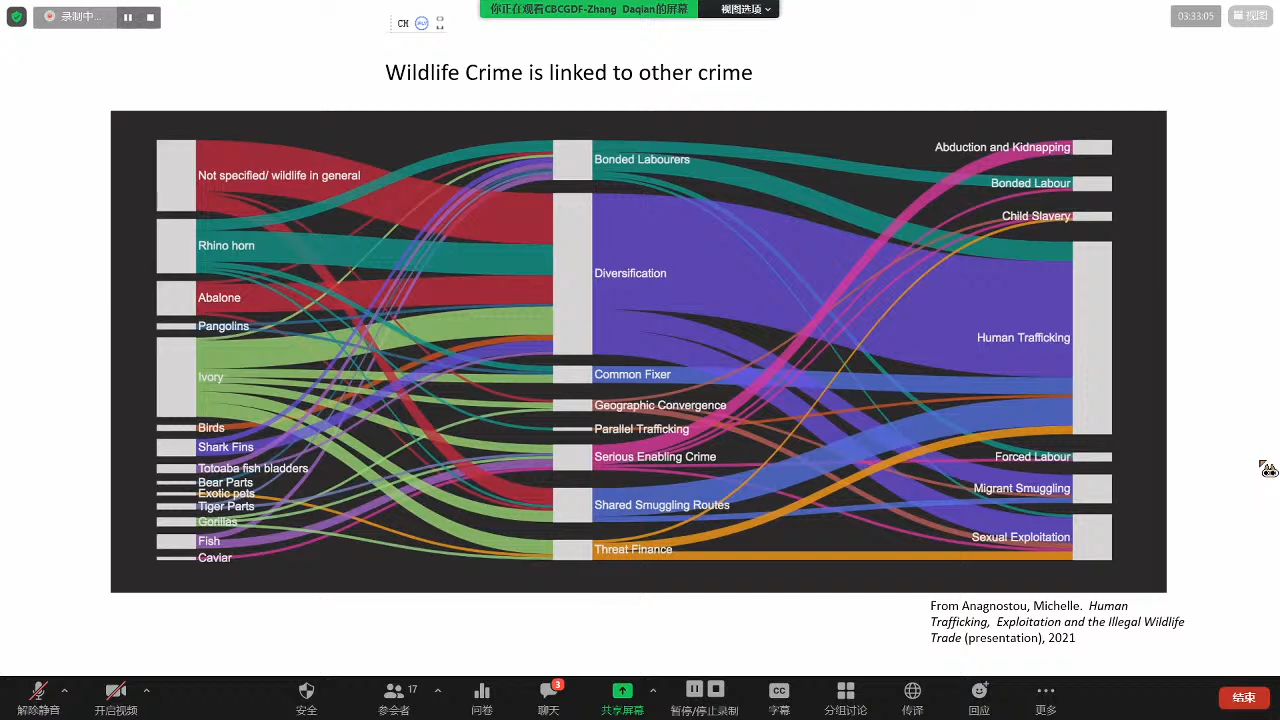 录制中...
CM
你正在观看CBCGDF-Zhang Daqian的屏幕
视图选项
03:33:05
视图
Wildlife Crime is linked to other crime
Not specified/ wildlife in general
Rhino horn
Abalone
Pangolins
Ivory
Birds
Shark Fins
Totoaba fish bladders
Bear Parts
Exotic pets
Tiger Parts
Gorillas
Fish
Caviar
Bonded Labourers
Diversification
Common Fixer
Geographic Convergence
Parallel Trafficking
Serious Enabling Crime
Shared Smuggling Routes
Threat Finance
Abduction and Kidnapping
Bonded Labour
Child Slavery
Human Trafficking
Forced Labour
Migrant Smuggling
Sexual Exploitation
From Anagnostou, Michelle. Human
Trafficking, Exploitation and the Illegal Wildlife
Trade (presentation), 2021
解除静音
开启视频
安全
17
参会者
问卷
3
聊天
共享屏幕
暂停/停止录制
CC
字幕
分组讨论
传译
回应
更多
结束